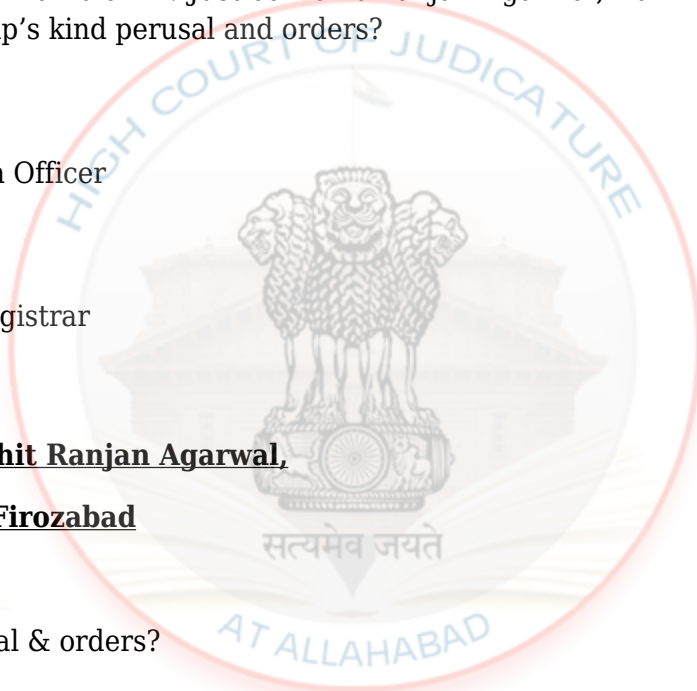 p’s kind perusal and orders?
HIGH COURT OF JUDICATURE
Officer
gistrar
hit Ranjan Agarwal,
Firozabad
सत्यमेव जयते
al & orders?
AT ALLAHABAD